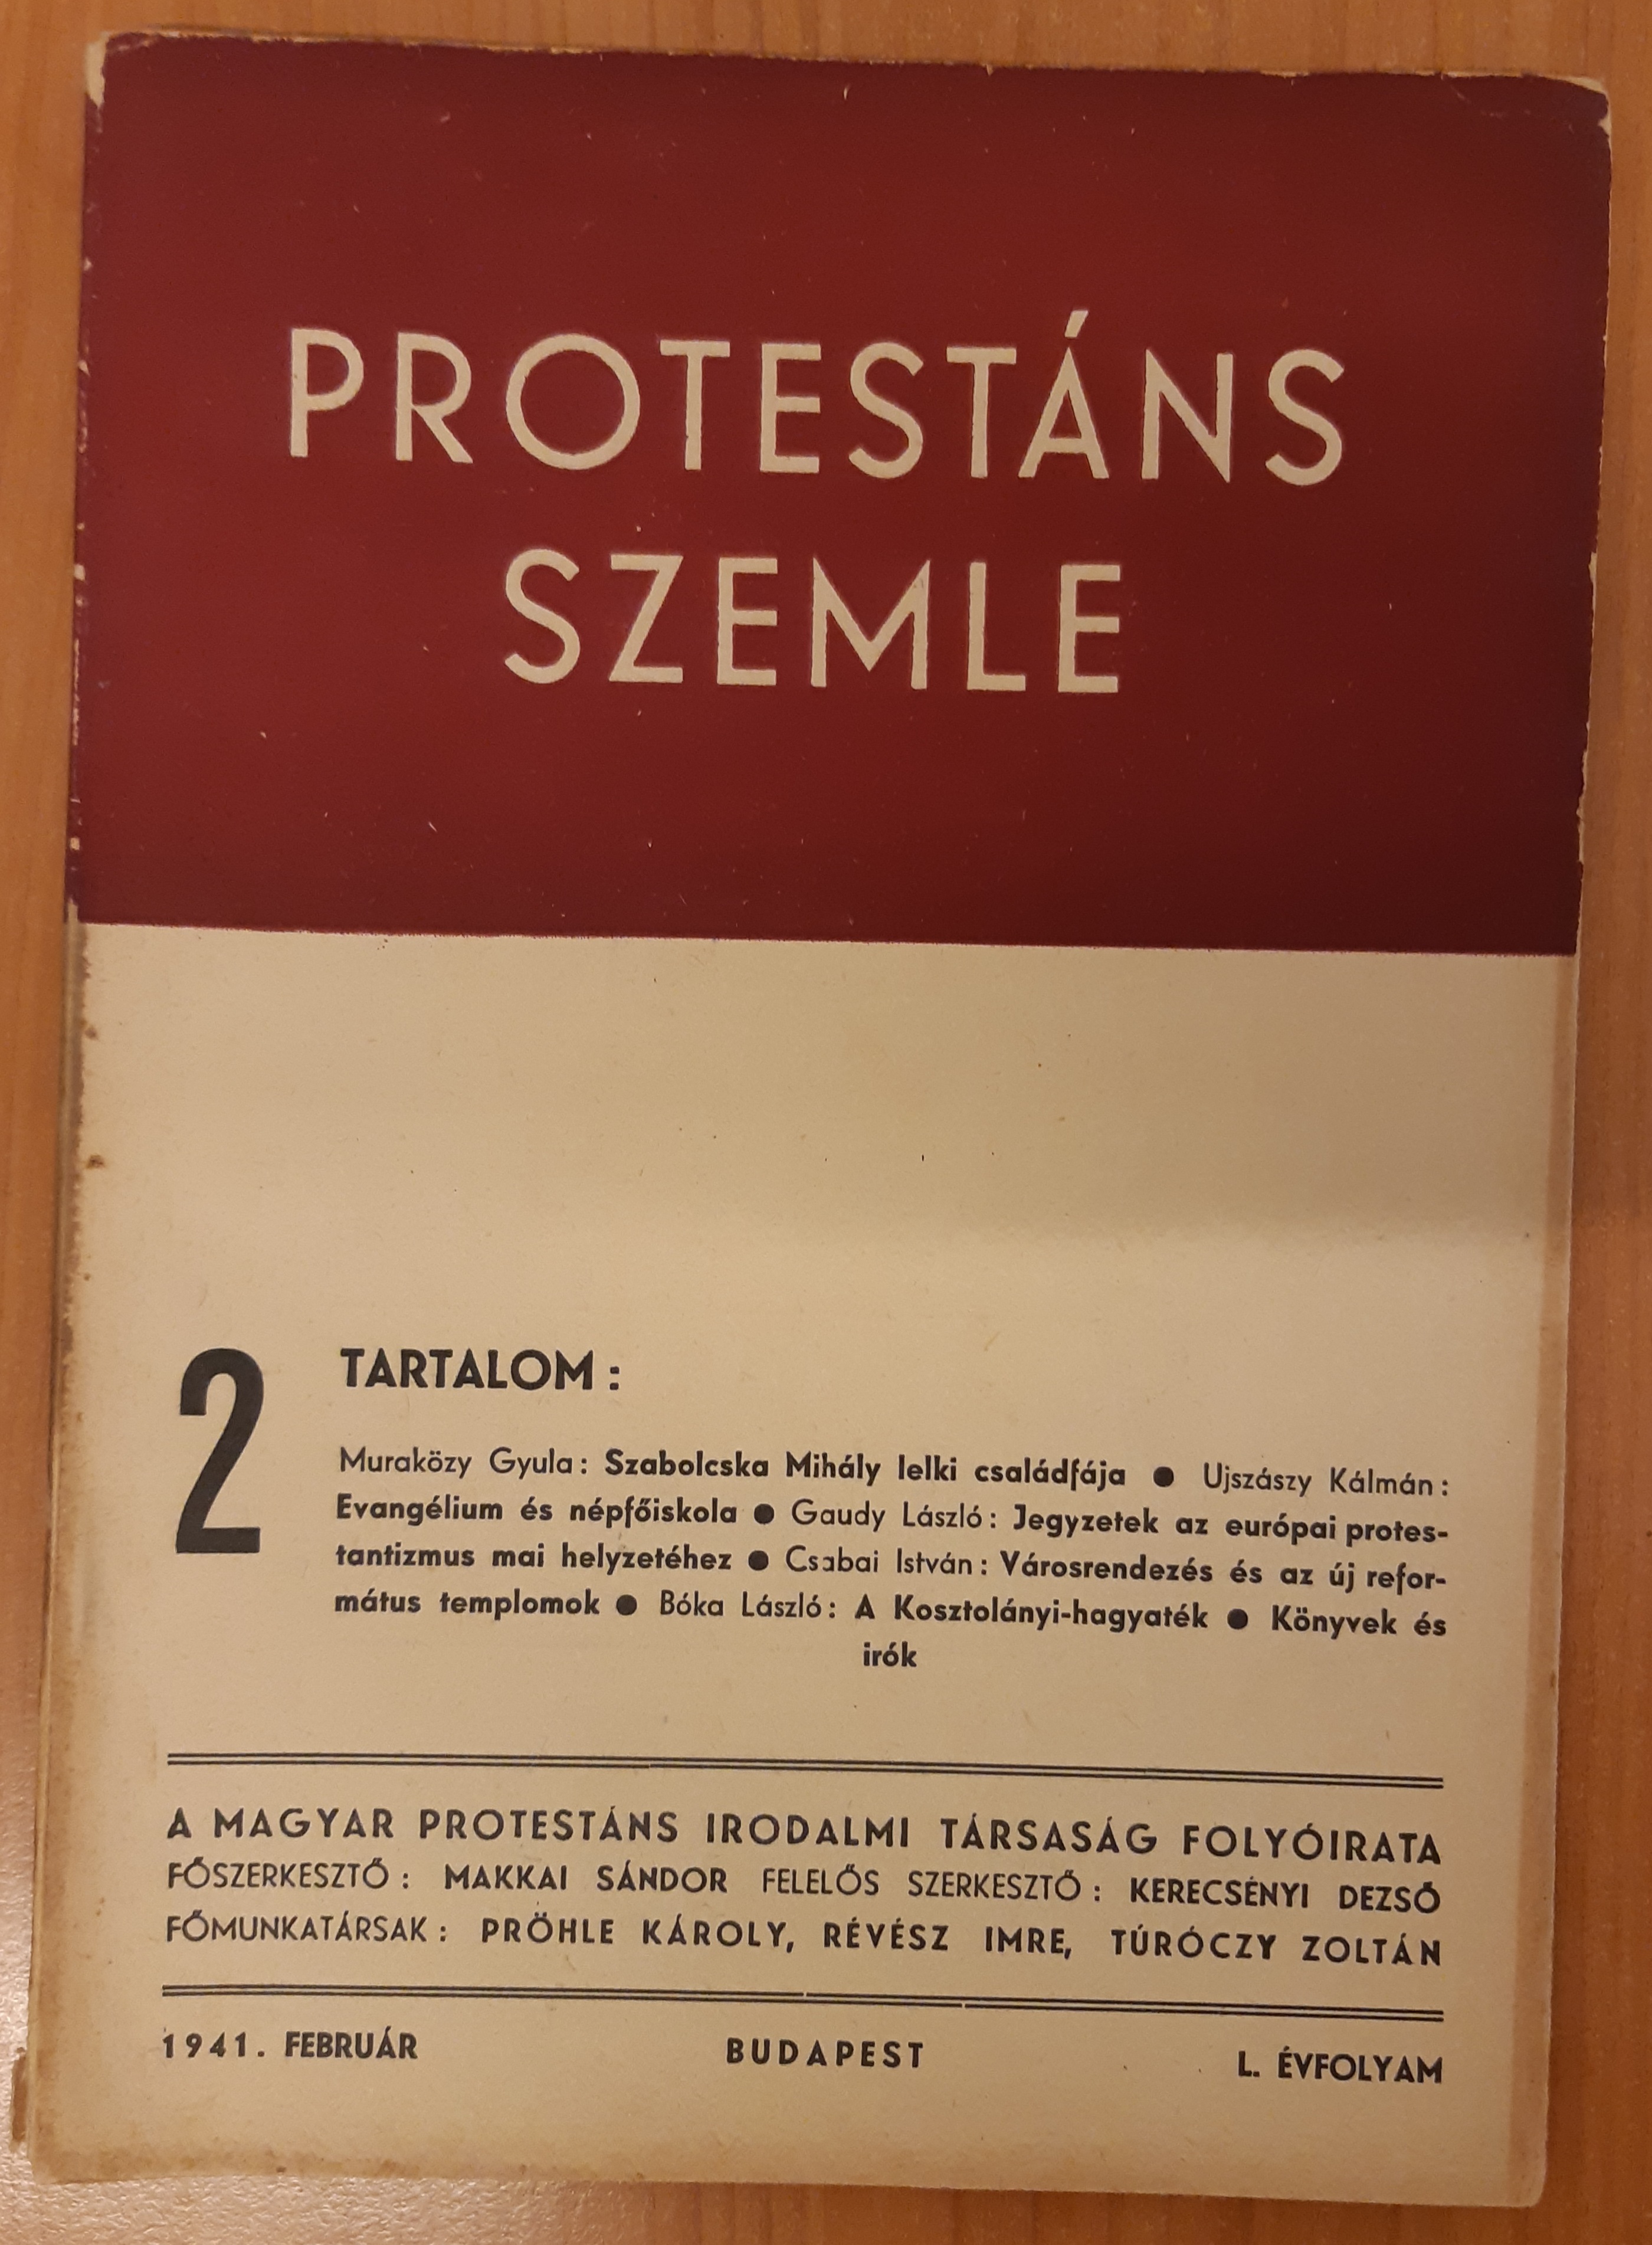 PROTESTÁNS
SZEMLE
2
TARTALOM :
Muraközy Gyula : Szabolcska Mihály lelki családfája ● Ujszászy Kálmán :
Evangélium és népfőiskola ● Gaudy László : Jegyzetek az európai protes-
tantizmus mai helyzetéhez ● Csabai István : Városrendezés és az új refor-
mátus templomok ● Bóka László : A Kosztolányi-hagyaték ● Könyvek és
irók
A MAGYAR PROTESTÁNS IRODALMI TÁRSASÁG FOLYÓIRATA
FŐSZERKESZTŐ : MAKKAI SÁNDOR FELELŐS SZERKESZTŐ : KERECSÉNYI DEZSŐ
FŐMUNKATÁRSAK : PRÖHLE KÁROLY, RÉVÉSZ IMRE, TÚRÓCZY ZOLTÁN
1941. FEBRUÁR BUDAPEST L. ÉVFOLYAM